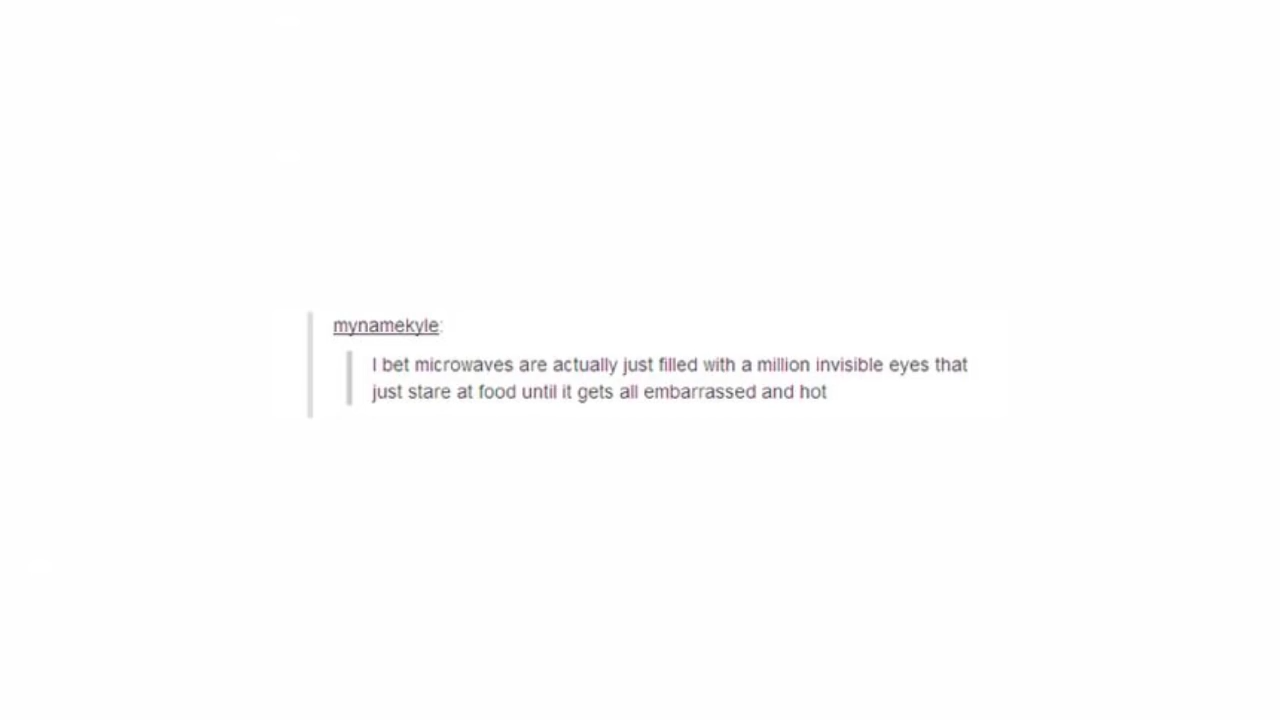 mynamekyle:
I bet microwaves are actually just filled with a million invisible eyes that
just stare at food until it gets all embarrassed and hot